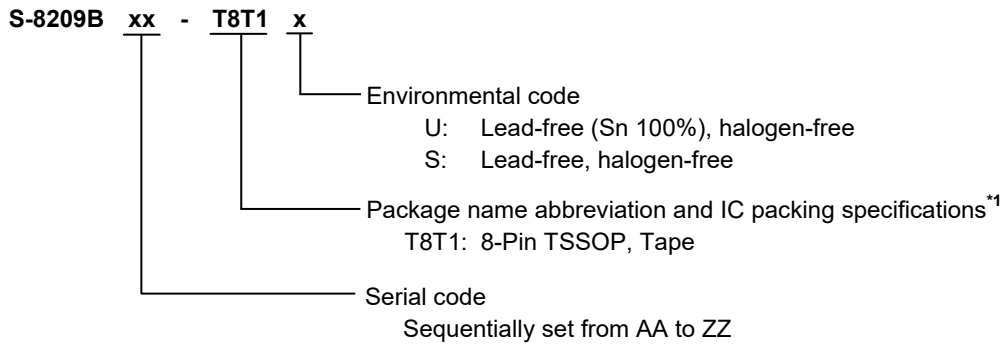 S-8209B xx - T8T1 x
Environmental code
U: Lead-free (Sn 100%), halogen-free
S: Lead-free, halogen-free
Package name abbreviation and IC packing specifications*1
T8T1: 8-Pin TSSOP, Tape
Serial code
Sequentially set from AA to ZZ